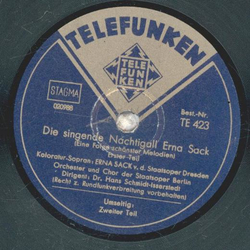 TELEFUNKEN
TELE
FUN
KEN
STAGMA
Best.-Nr.
TE 423
Die singende Nachtigall Erna Sack
(Eine Folge schönster Melodien)
Erster Teil
Koloratur-Sopran: ERNA SACK v. d. Staatsoper Dresden
Orchester und Chor der Staatsoper Berlin
Dirigent: Dr. Hans Schmidt-Isserstedt
(Recht z. Rundfunkverbreitung vorbehalten)
Umseitig:
Zweiter Teil